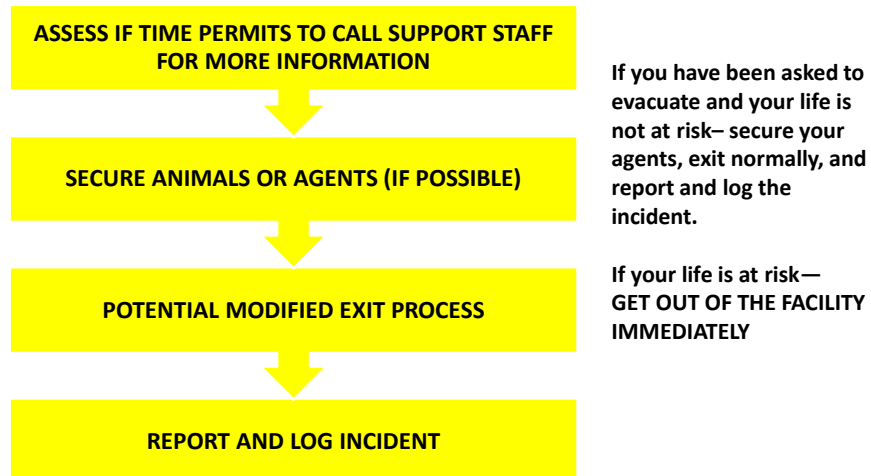 ASSESS IF TIME PERMITS TO CALL SUPPORT STAFF
FOR MORE INFORMATION
SECURE ANIMALS OR AGENTS (IF POSSIBLE)
POTENTIAL MODIFIED EXIT PROCESS
REPORT AND LOG INCIDENT
If you have been asked to
evacuate and your life is
not at risk– secure your
agents, exit normally, and
report and log the
incident.
If your life is at risk—
GET OUT OF THE FACILITY
IMMEDIATELY